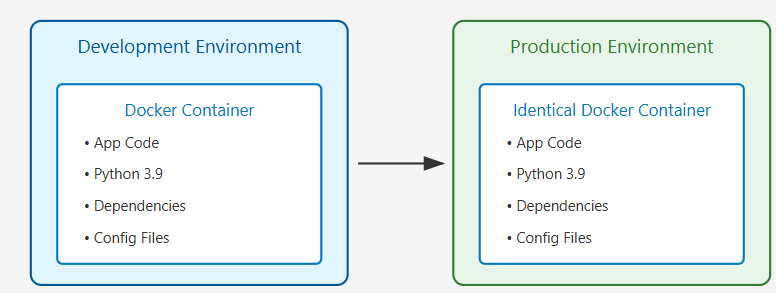 Development Environment
Docker Container
• App Code
• Python 3.9
• Dependencies
• Config Files
Production Environment
Identical Docker Container
• App Code
• Python 3.9
• Dependencies
• Config Files